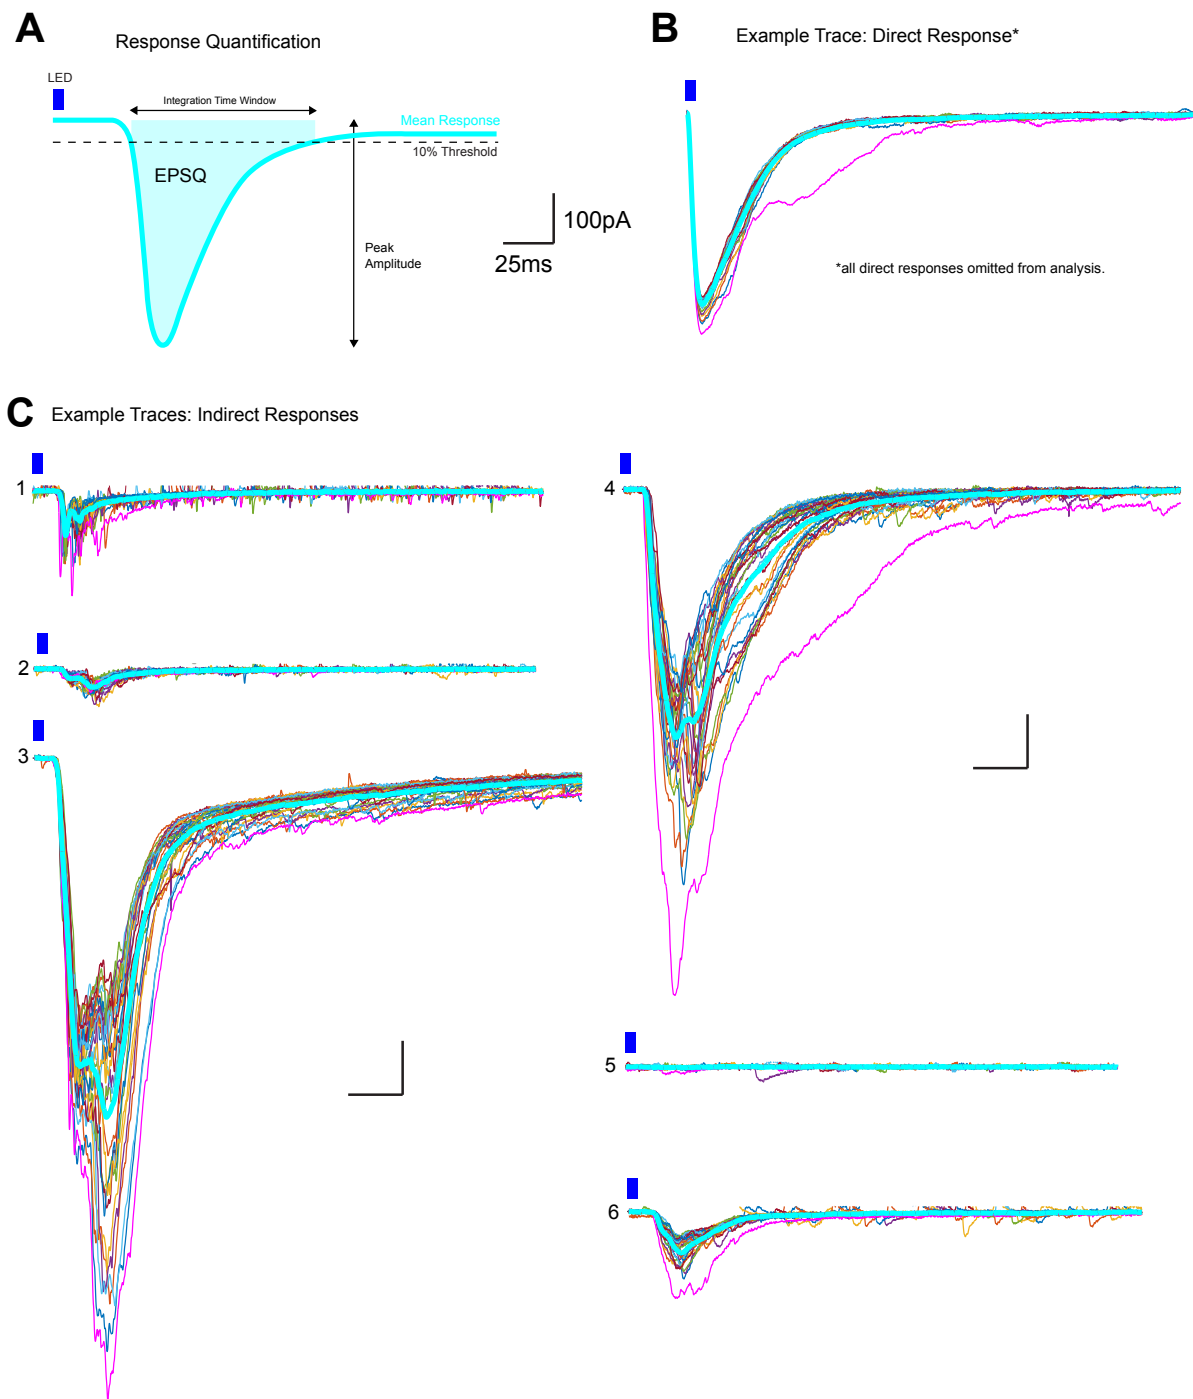 A
Response Quantification
LED
Integration Time Window
Mean Response
10% Threshold
EPSQ
Peak
Amplitude
100pA
25ms
B
Example Trace: Direct Response*
*all direct responses omitted from analysis.
C
Example Traces: Indirect Responses
1
2
3
4
5
6